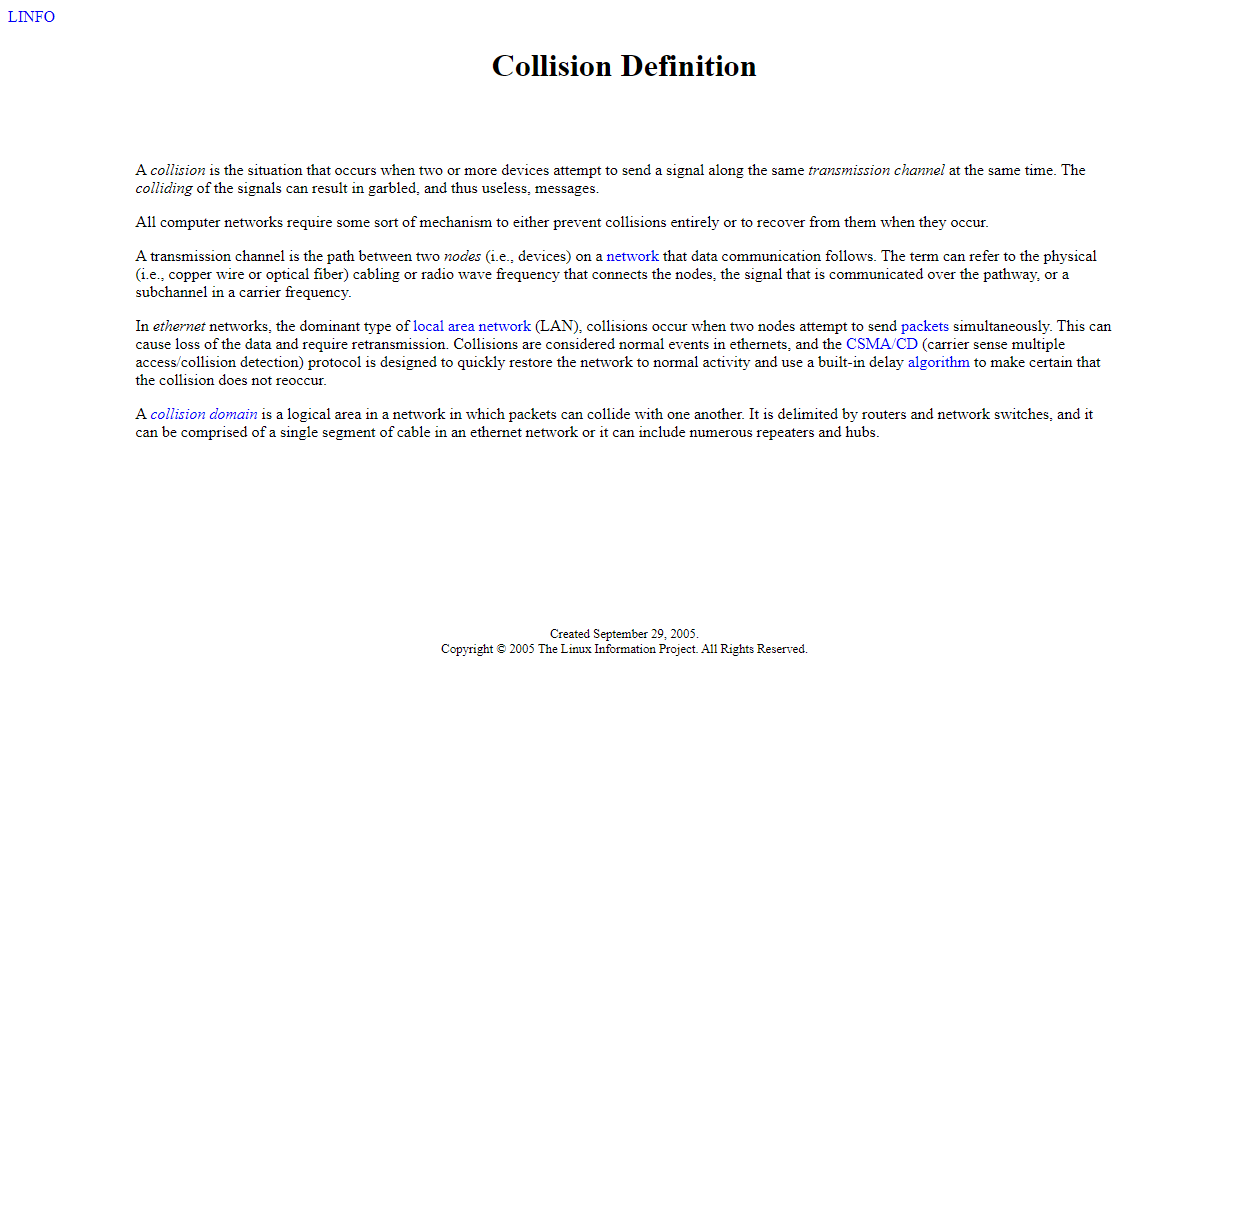 LINFO
Collision Definition
A collision is the situation that occurs when two or more devices attempt to send a signal along the same transmission channel at the same time. The
colliding of the signals can result in garbled, and thus useless, messages.
All computer networks require some sort of mechanism to either prevent collisions entirely or to recover from them when they occur.
A transmission channel is the path between two nodes (i.e., devices) on a network that data communication follows. The term can refer to the physical
(i.e., copper wire or optical fiber) cabling or radio wave frequency that connects the nodes, the signal that is communicated over the pathway, or a
subchannel in a carrier frequency.
In ethernet networks, the dominant type of local area network (LAN), collisions occur when two nodes attempt to send packets simultaneously. This can
cause loss of the data and require retransmission. Collisions are considered normal events in ethernets, and the CSMA/CD (carrier sense multiple
access/collision detection) protocol is designed to quickly restore the network to normal activity and use a built-in delay algorithm to make certain that
the collision does not reoccur.
A collision domain is a logical area in a network in which packets can collide with one another. It is delimited by routers and network switches, and it
can be comprised of a single segment of cable in an ethernet network or it can include numerous repeaters and hubs.
Created September 29, 2005.
Copyright © 2005 The Linux Information Project. All Rights Reserved.